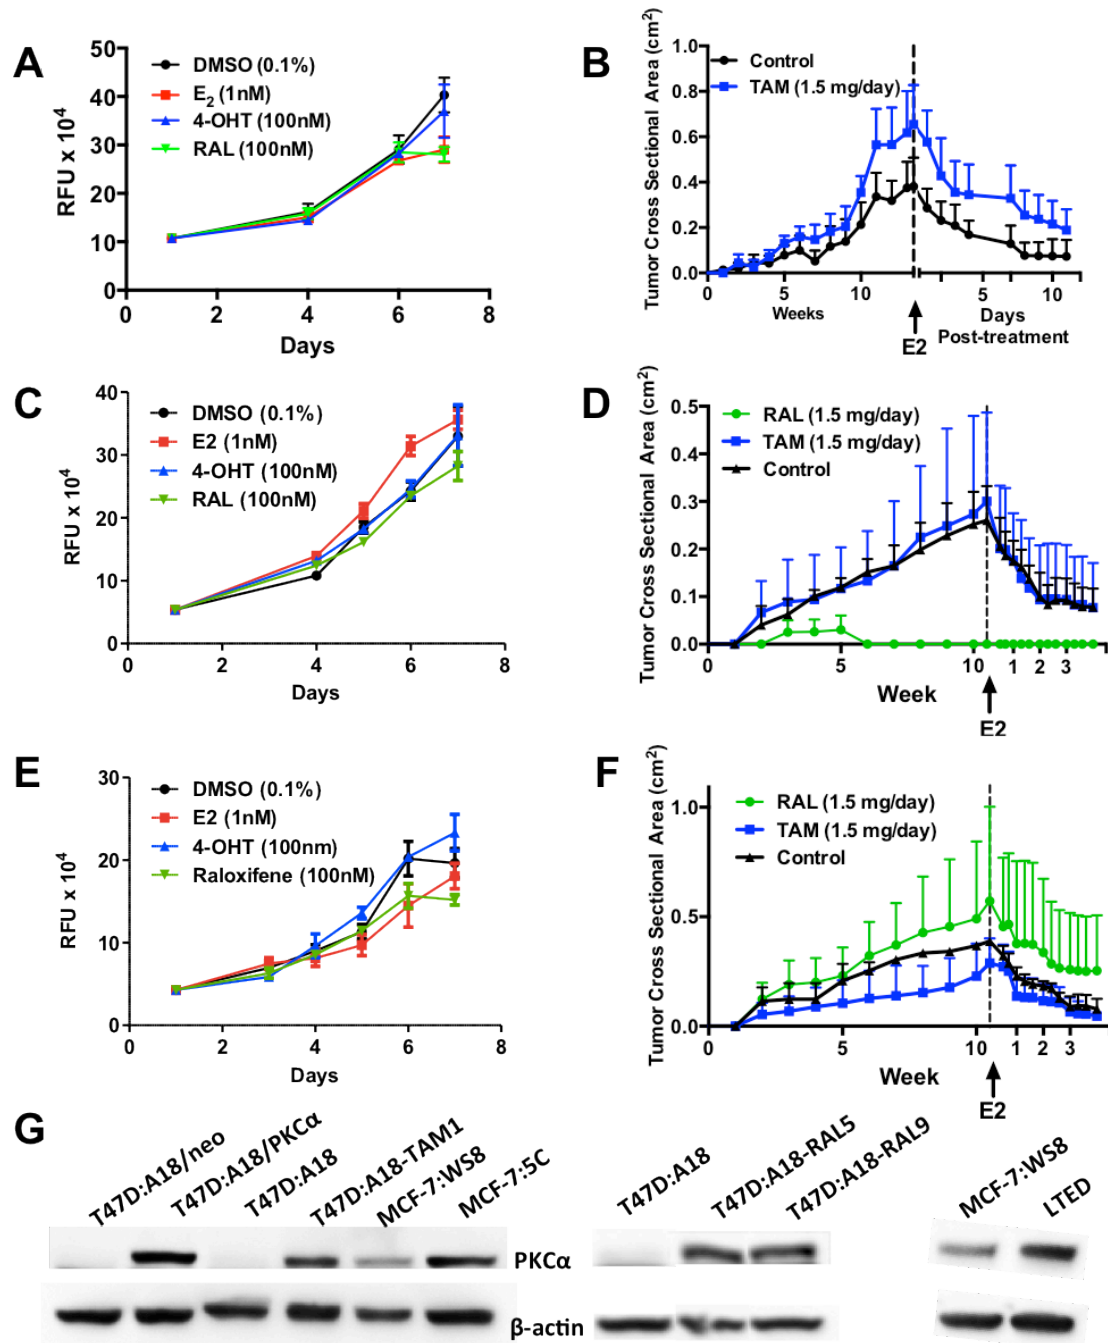 A
RFU x 10⁴
50
40
30
20
10
0
DMSO (0.1%)
E₂ (1nM)
4-OHT (100nM)
RAL (100nM)
0 2 4 6 8
Days
B
Tumor Cross Sectional Area (cm²)
1.0
0.8
0.6
0.4
0.2
0.0
Control
TAM (1.5 mg/day)
0 5 10 5 10
Weeks
Days
Post-treatment
E2
C
RFU x 10⁴
40
30
20
10
0
DMSO (0.1%)
E2 (1nM)
4-OHT (100nM)
RAL (100nM)
0 2 4 6 8
Days
D
Tumor Cross Sectional Area (cm²)
0.5
0.4
0.3
0.2
0.1
0.0
RAL (1.5 mg/day)
TAM (1.5 mg/day)
Control
0 5 10 1 2 3
Week
E2
E
RFU x 10⁴
30
20
10
0
DMSO (0.1%)
E2 (1nM)
4-OHT (100nm)
Raloxifene (100nM)
0 2 4 6 8
Days
F
Tumor Cross Sectional Area (cm²)
1.0
0.5
0.0
RAL (1.5 mg/day)
TAM (1.5 mg/day)
Control
0 5 10 1 2 3
Week
E2
G
T47D:A18/neo
T47D:A18/PKCα
T47D:A18
T47D:A18-TAM1
MCF-7:WS8
MCF-7:5C
T47D:A18
T47D:A18-RAL5
T47D:A18-RAL9
MCF-7:WS8
LTED
PKCα
β-actin